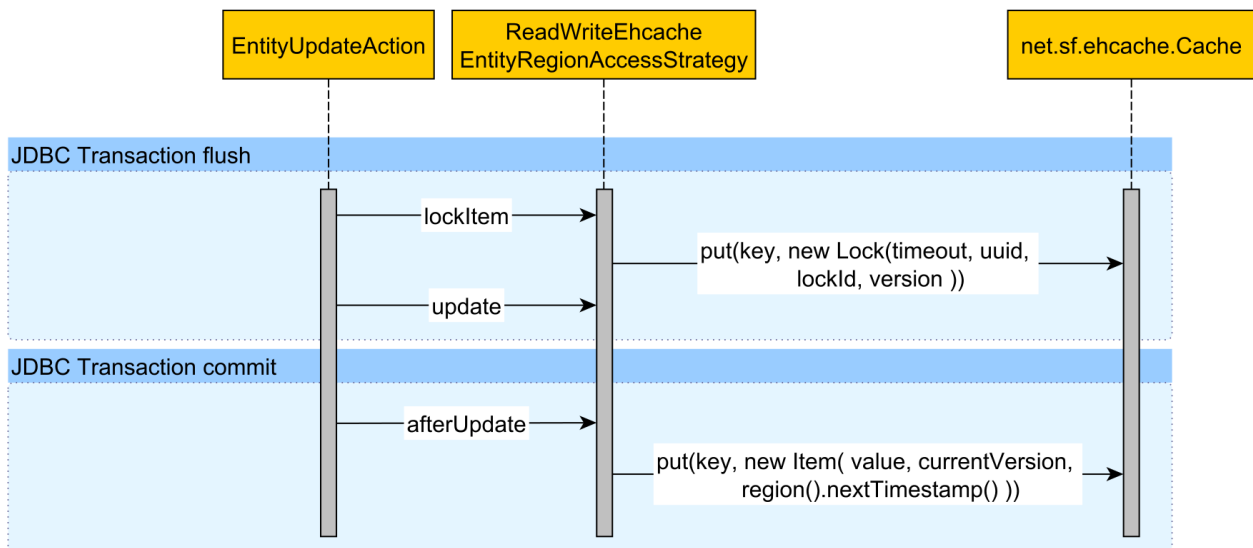 EntityUpdateAction
ReadWriteEhcache
EntityRegionAccessStrategy
net.sf.ehcache.Cache
JDBC Transaction flush
lockItem
put(key, new Lock(timeout, uuid,
lockId, version ))
update
JDBC Transaction commit
afterUpdate
put(key, new Item( value, currentVersion,
region().nextTimestamp() ))